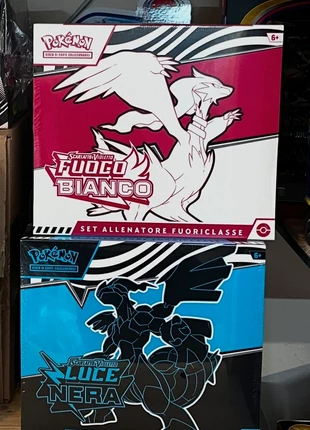 Pokémon
GIOCO DI CARTE COLLEZIONABILI
6+
SCARLATTO e VIOLETTO
FUOCO
BIANCO
SET ALLENATORE FUORICLASSE
Pokémon
GIOCO DI CARTE COLLEZIONABILI
6+
SCARLATTO e VIOLETTO
LUCE
NERA